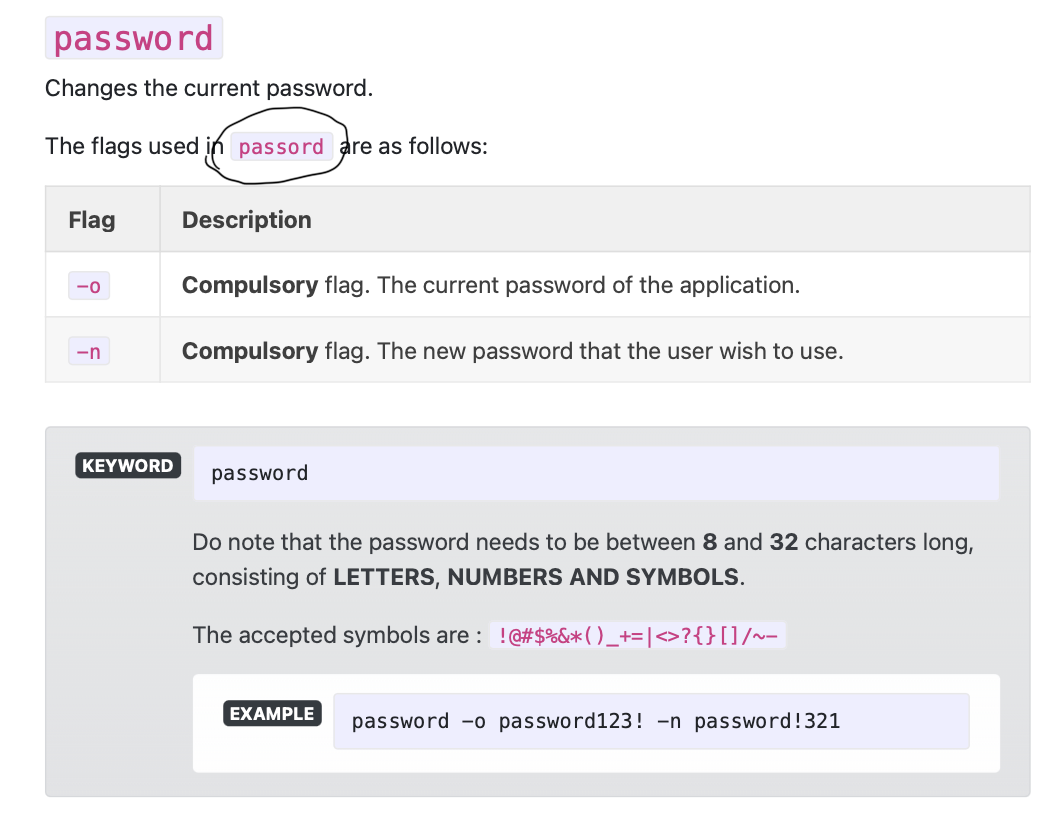 password
Changes the current password.
The flags used in passord are as follows:
Flag Description
-o Compulsory flag. The current password of the application.
-n Compulsory flag. The new password that the user wish to use.
KEYWORD password
Do note that the password needs to be between 8 and 32 characters long,
consisting of LETTERS, NUMBERS AND SYMBOLS.
The accepted symbols are : !@#$%&*()_+=|<>?{}[]/~-
EXAMPLE password -o password123! -n password!321